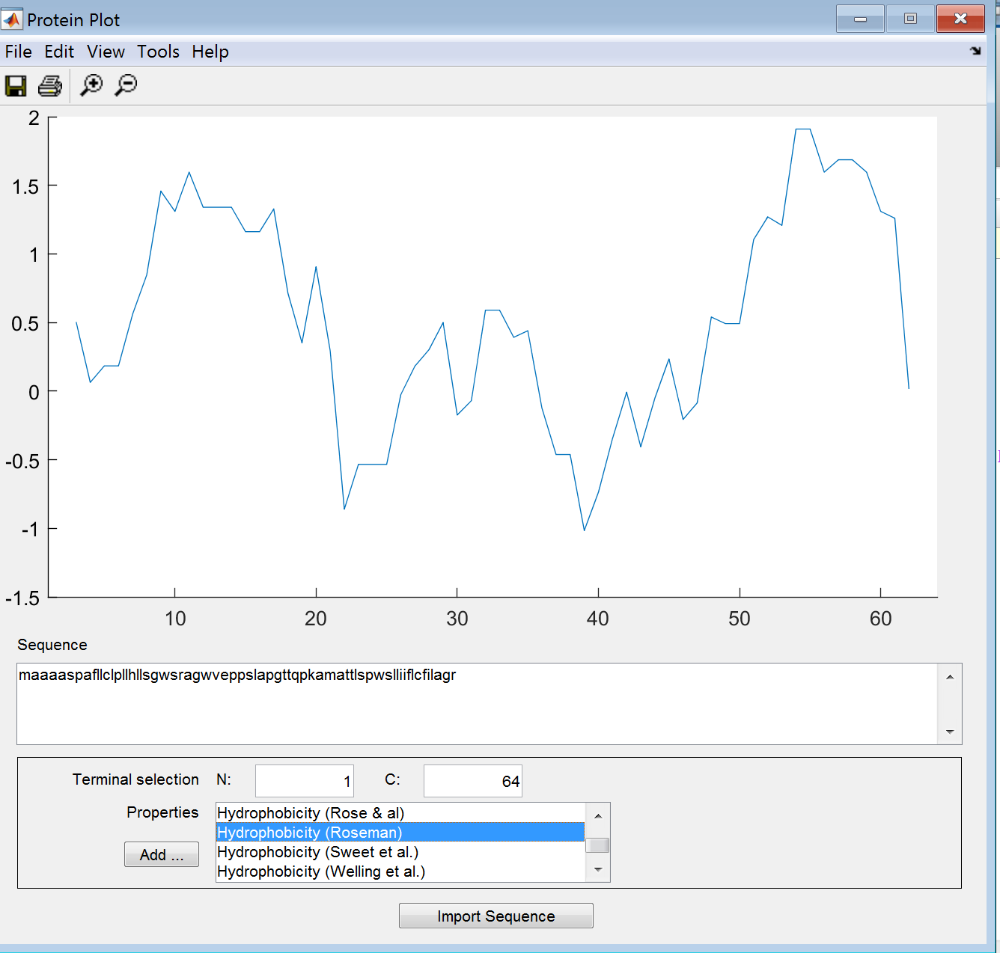 Protein Plot
File Edit View Tools Help
2
1.5
1
0.5
0
-0.5
-1
-1.5
10 20 30 40 50 60
Sequence
maaaaspafllclpllhllsgwsragwveppslapgttqpkamattlspwslliiflcfilagr
Terminal selection N: 1 C: 64
Properties
Hydrophobicity (Rose & al)
Hydrophobicity (Roseman)
Add ...
Hydrophobicity (Sweet et al.)
Hydrophobicity (Welling et al.)
Import Sequence